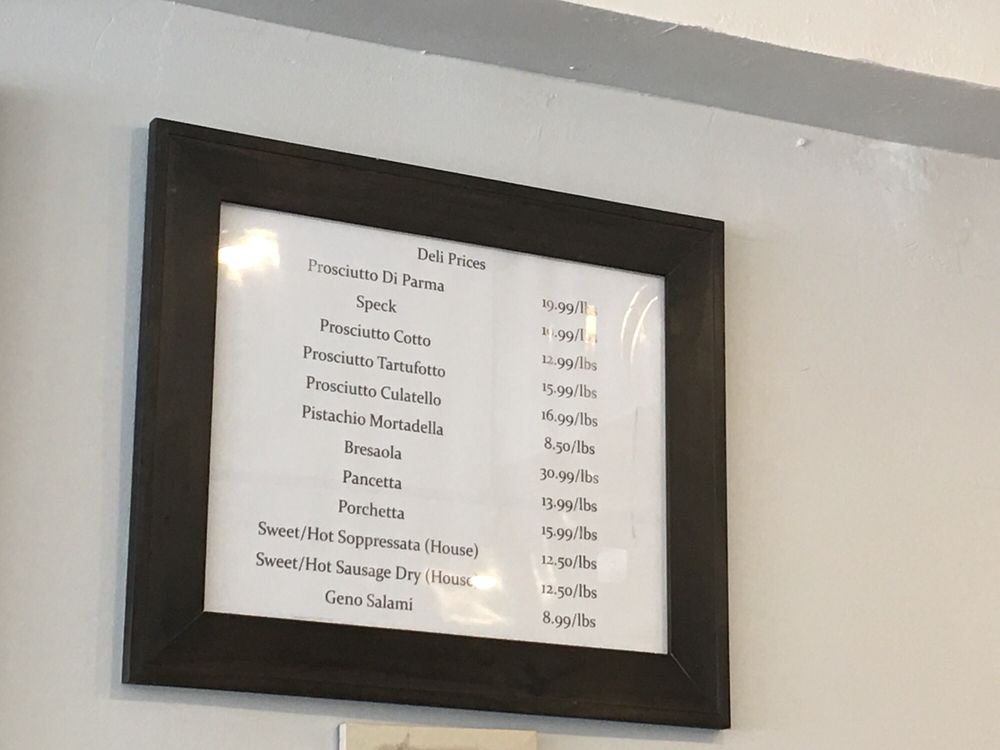 Deli Prices
Prosciutto Di Parma 19.99/lbs
Speck
Prosciutto Cotto 12.99/lbs
Prosciutto Tartufotto 15.99/lbs
Prosciutto Culatello 16.99/lbs
Pistachio Mortadella 8.50/lbs
Bresaola 30.99/lbs
Pancetta 13.99/lbs
Porchetta 15.99/lbs
Sweet/Hot Soppressata (House) 12.50/lbs
Sweet/Hot Sausage Dry (House 12.50/lbs
Geno Salami 8.99/lbs